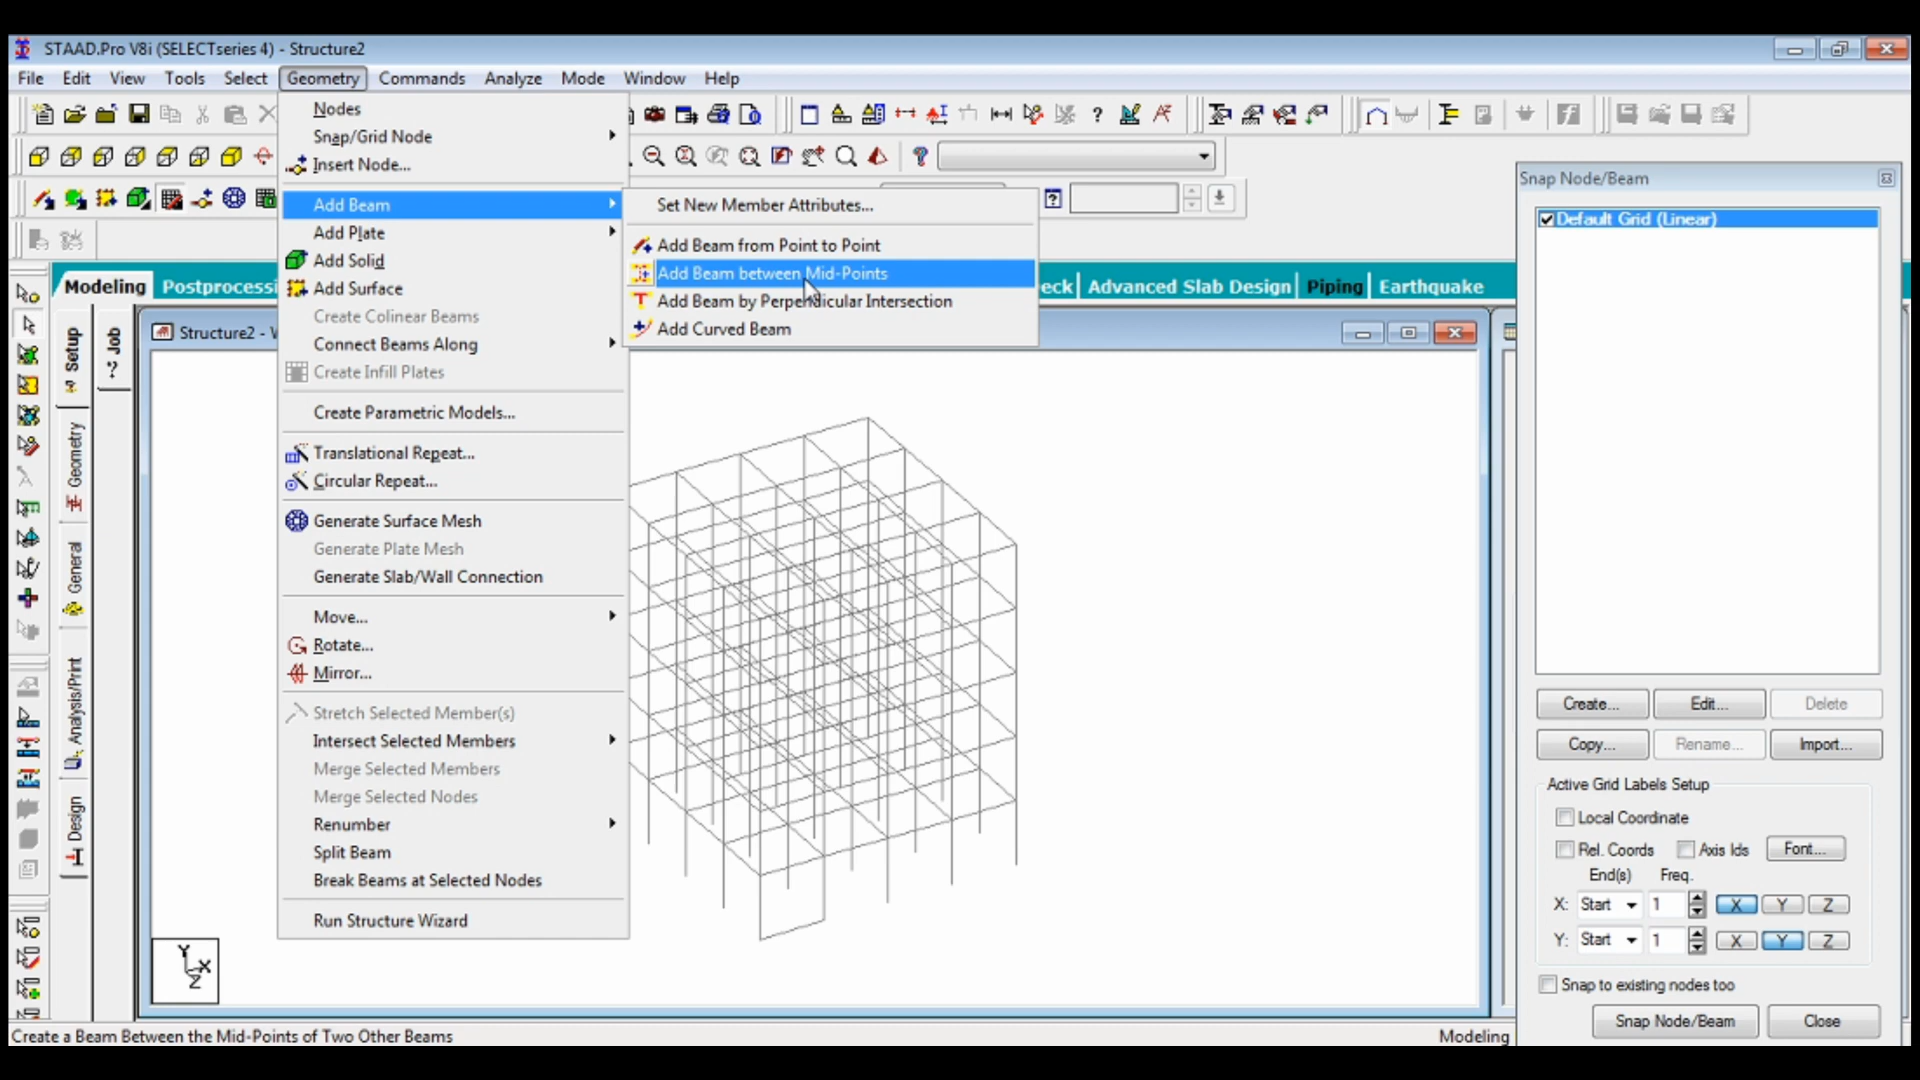 STAAD.Pro V8i (SELECTseries 4) - Structure2
File Edit View Tools Select Geometry Commands Analyze Mode Window Help
Nodes
Snap/Grid Node
Insert Node...
Add Beam
Add Plate
Add Solid
Add Surface
Create Colinear Beams
Connect Beams Along
Create Infill Plates
Create Parametric Models...
Translational Repeat...
Circular Repeat...
Generate Surface Mesh
Generate Plate Mesh
Generate Slab/Wall Connection
Move...
Rotate...
Mirror...
Stretch Selected Member(s)
Intersect Selected Members
Merge Selected Members
Merge Selected Nodes
Renumber
Split Beam
Break Beams at Selected Nodes
Run Structure Wizard
Set New Member Attributes...
Add Beam from Point to Point
Add Beam between Mid-Points
Add Beam by Perpendicular Intersection
Add Curved Beam
Modeling Postprocessi
eck Advanced Slab Design Piping Earthquake
Structure2 - W
Setup
Job
Geometry
General
Analysis/Print
Design
Y
X
Z
Snap Node/Beam
Default Grid (Linear)
Create... Edit... Delete
Copy... Rename... Import...
Active Grid Labels Setup
Local Coordinate
Rel. Coords Axis Ids Font...
End(s) Freq.
X: Start 1 X Y Z
Y: Start 1 X Y Z
Snap to existing nodes too
Snap Node/Beam Close
Create a Beam Between the Mid-Points of Two Other Beams
Modeling